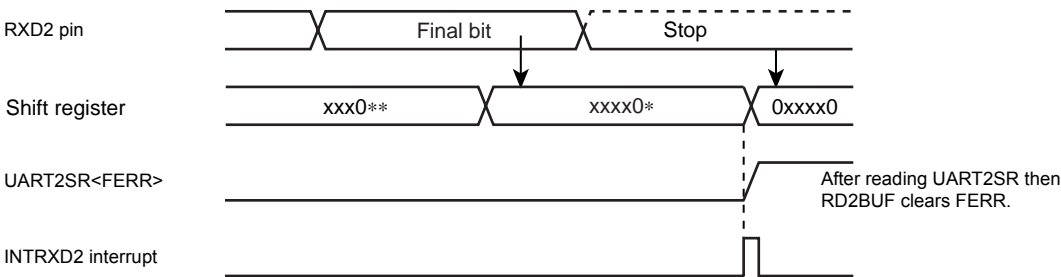 RXD2 pin
Final bit
Stop
Shift register
xxx0**
xxxx0*
0xxxx0
UART2SR<FERR>
After reading UART2SR then
RD2BUF clears FERR.
INTRXD2 interrupt